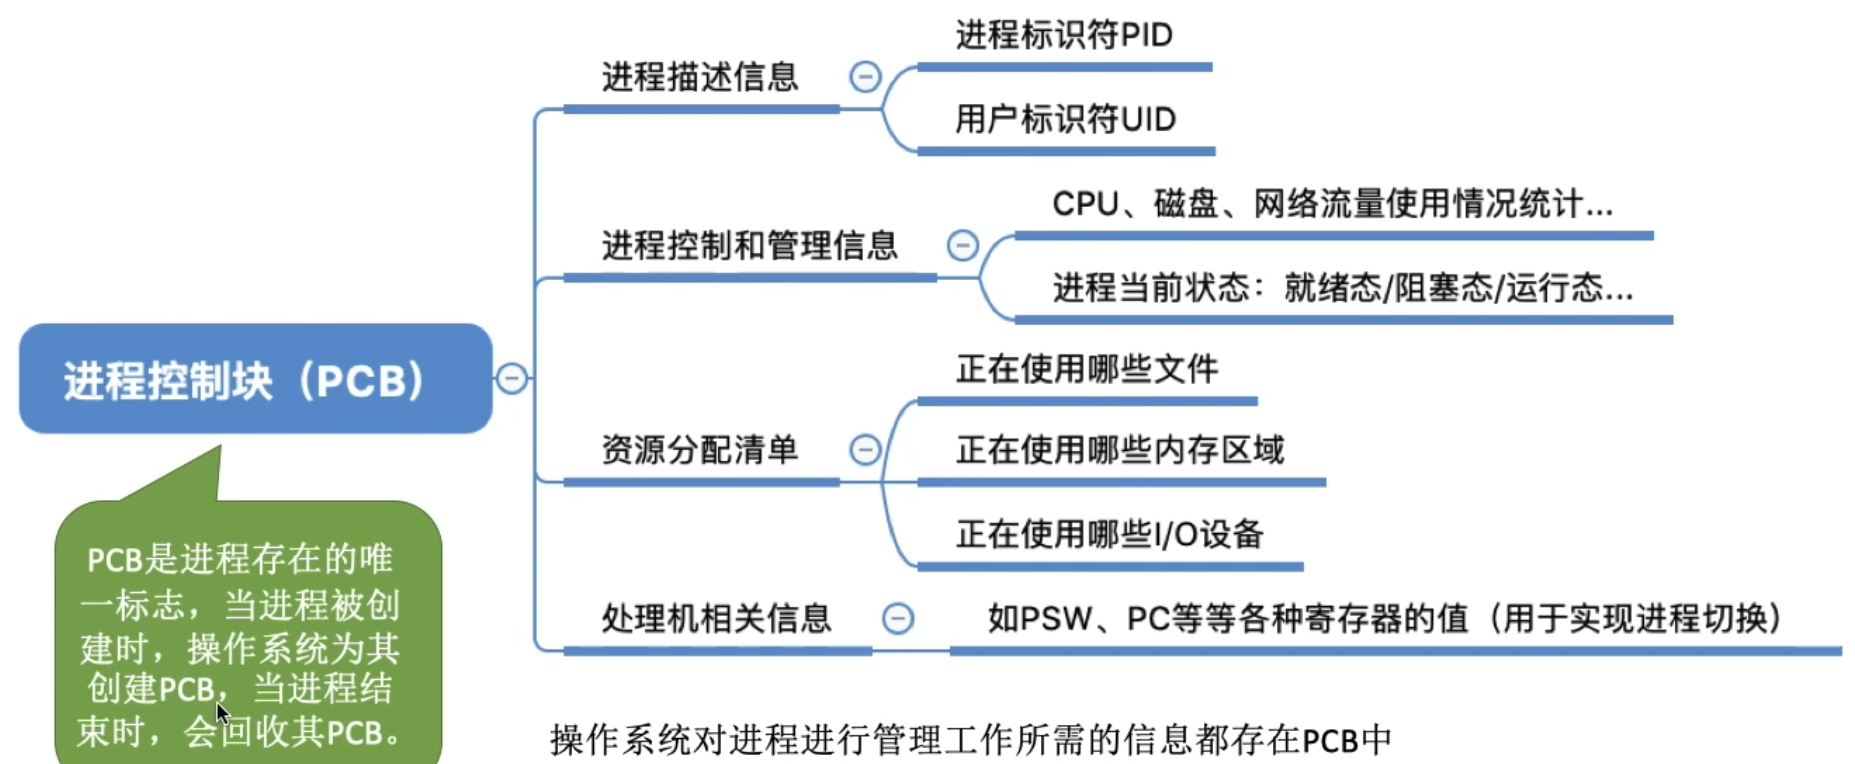 进程标识符PID
进程描述信息
用户标识符UID
CPU、磁盘、网络流量使用情况统计...
进程控制和管理信息
进程当前状态：就绪态/阻塞态/运行态...
进程控制块（PCB）
正在使用哪些文件
资源分配清单
正在使用哪些内存区域
正在使用哪些I/O设备
处理机相关信息
如PSW、PC等等各种寄存器的值（用于实现进程切换）
PCB是进程存在的唯
一标志，当进程被创
建时，操作系统为其
创建PCB，当进程结
束时，会回收其PCB。
操作系统对进程进行管理工作所需的信息都存在PCB中